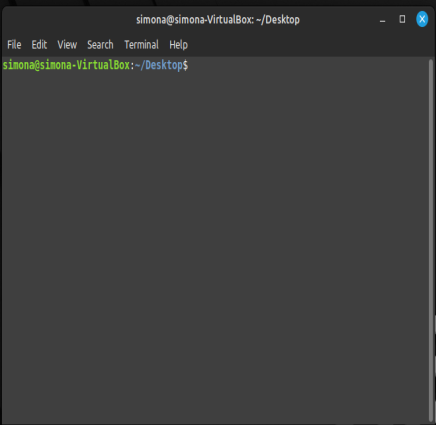 simona@simona-VirtualBox: ~/Desktop
File Edit View Search Terminal Help
simona@simona-VirtualBox:~/Desktop$